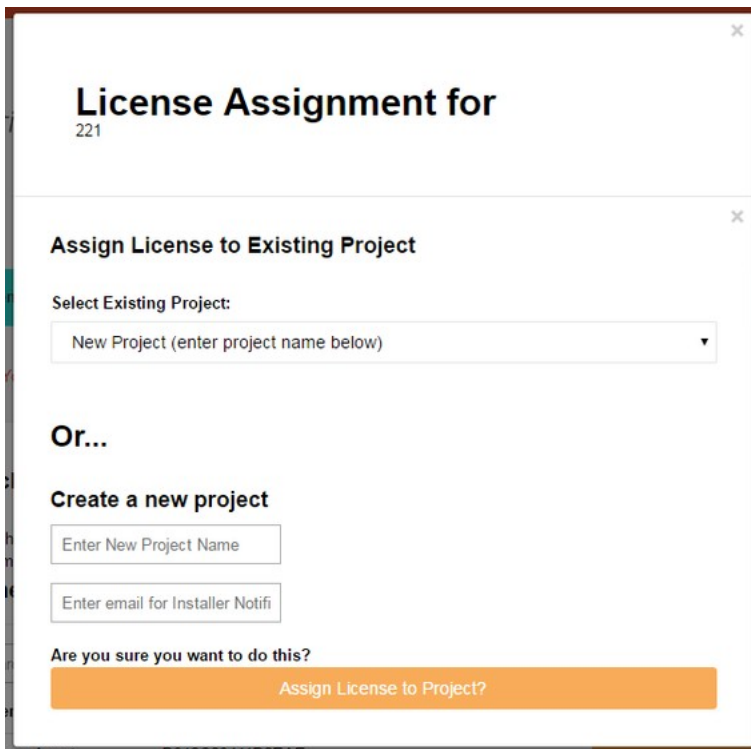 ×
License Assignment for
221
×
Assign License to Existing Project
Select Existing Project:
New Project (enter project name below)
Or...
Create a new project
Enter New Project Name
Enter email for Installer Notifi
Are you sure you want to do this?
Assign License to Project?